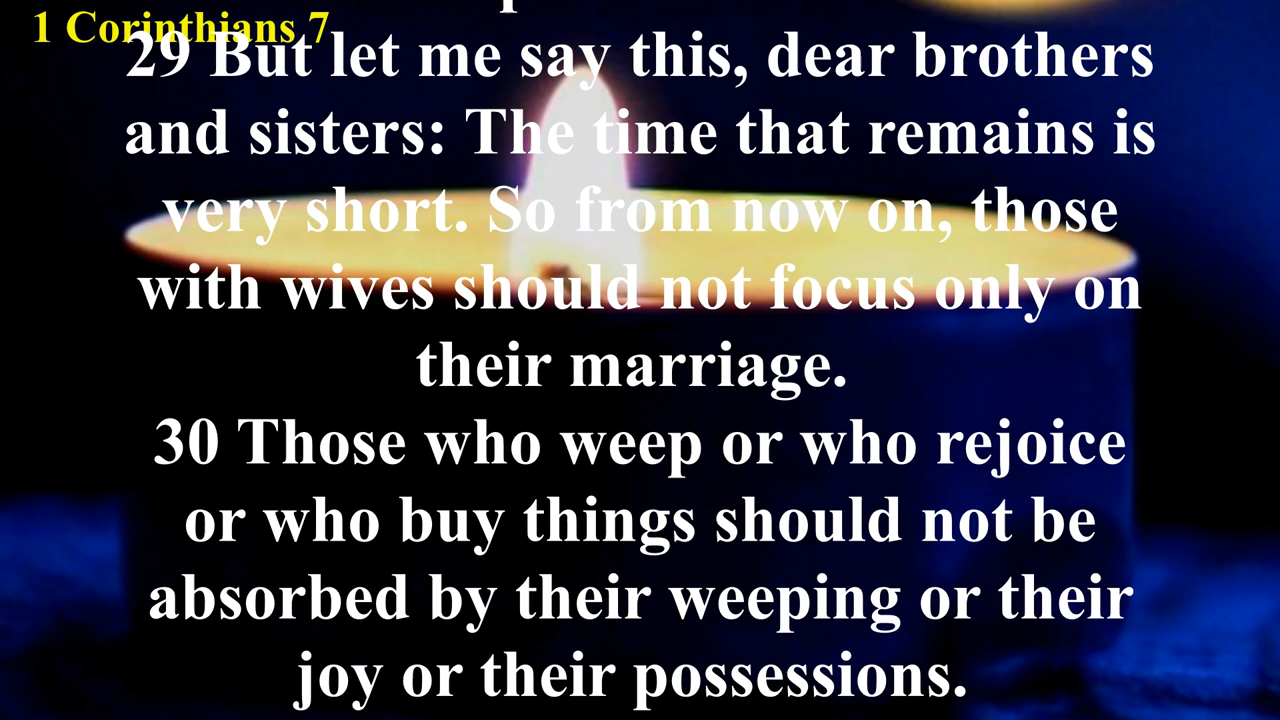 1 Corinthians 7
29 But let me say this, dear brothers
and sisters: The time that remains is
very short. So from now on, those
with wives should not focus only on
their marriage.
30 Those who weep or who rejoice
or who buy things should not be
absorbed by their weeping or their
joy or their possessions.